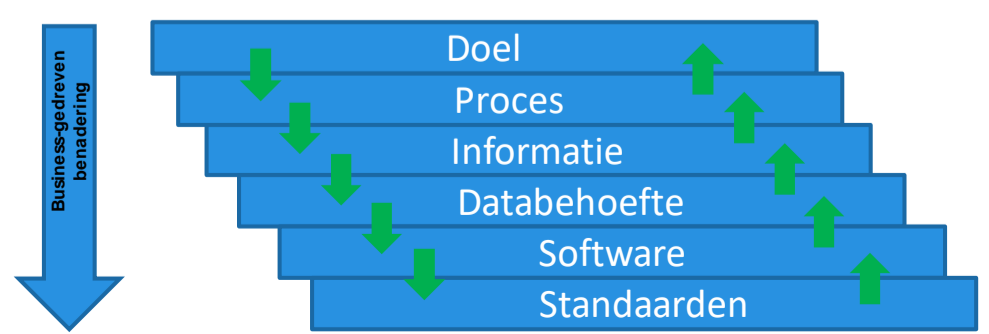 Business-gedreven
benadering
Doel
Proces
Informatie
Databehoefte
Software
Standaarden